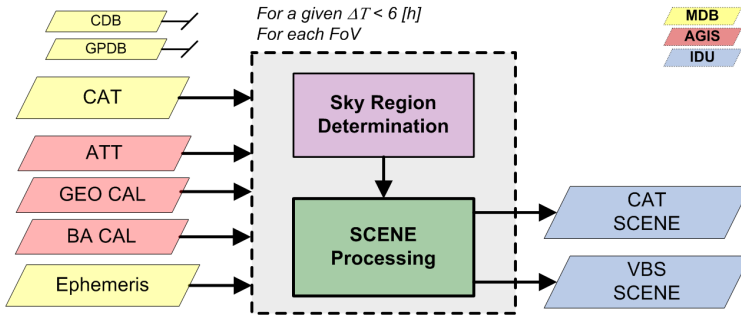 CDB
GPDB
For a given ΔT < 6 [h]
For each FoV
MDB
AGIS
IDU
CAT
ATT
GEO CAL
BA CAL
Ephemeris
Sky Region
Determination
SCENE
Processing
CAT
SCENE
VBS
SCENE